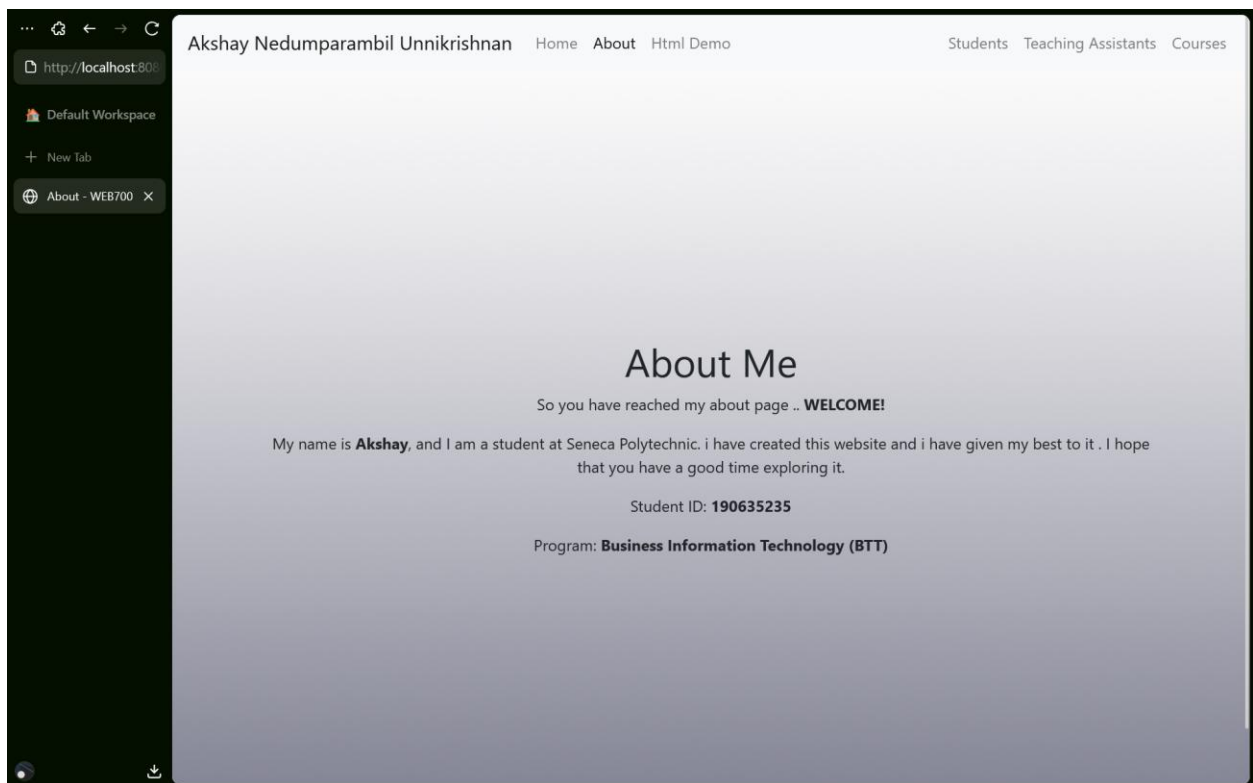 http://localhost:808
Default Workspace
New Tab
About - WEB700
Akshay Nedumparambil Unnikrishnan Home About Html Demo Students Teaching Assistants Courses
About Me
So you have reached my about page .. WELCOME!
My name is Akshay, and I am a student at Seneca Polytechnic. i have created this website and i have given my best to it . I hope
that you have a good time exploring it.
Student ID: 190635235
Program: Business Information Technology (BTT)